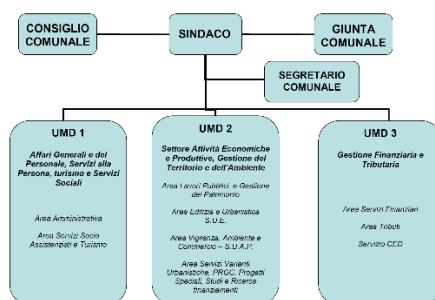 CONSIGLIO
COMUNALE
SINDACO
GIUNTA
COMUNALE
SEGRETARIO
COMUNALE
UMD 1
Affari Generali e del
Personale, Servizi alla
Persona, turismo e Servizi
Sociali
Area Amministrativa
Area Servizi Socio
Assistenziali e Turismo
UMD 2
Settore Attività Economiche
e Produttive, Gestione del
Territorio e dell'Ambiente
Area Lavori Pubblici e Gestione
del Patrimonio
Area Edilizia e Urbanistica
S.U.E.
Area Vigilanza, Ambiente e
Commercio – S.U.A.P.
Area Servizi Varianti
Urbanistiche, PRGC, Progetti
Speciali, Studi e Ricerca
finanziamenti
UMD 3
Gestione Finanziaria e
Tributaria
Area Servizi Finanziari
Area Tributi
Servizio CED